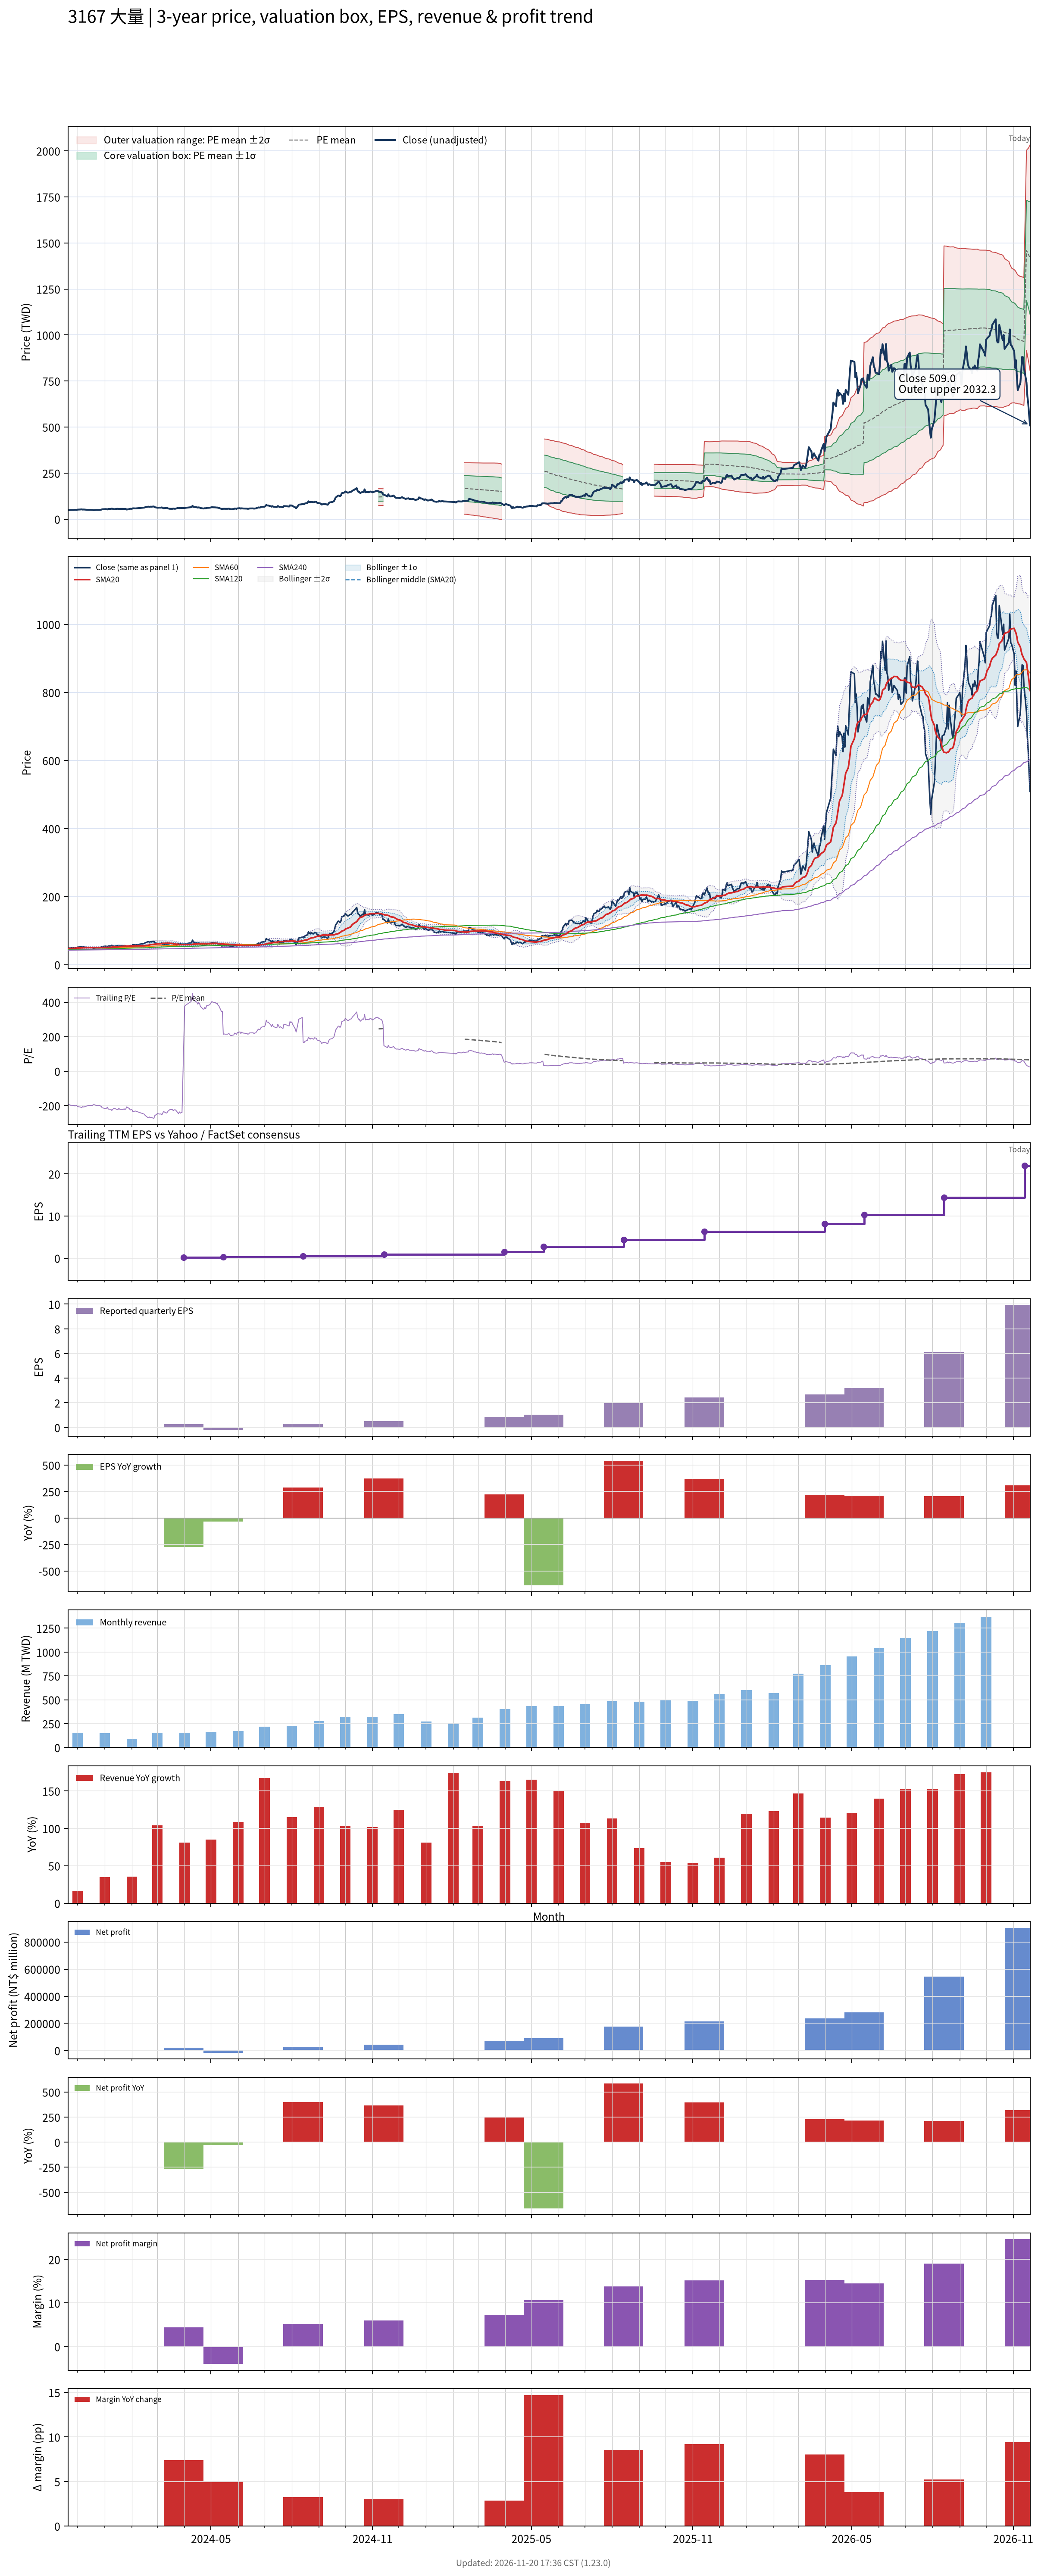 3167 大量 | 3-year price, valuation box, EPS, revenue & profit trend
Outer valuation range: PE mean ±2σ
PE mean
Close (unadjusted)
Core valuation box: PE mean ±1σ
Today
2000
1750
1500
1250
1000
750
500
250
0
Price (TWD)
Close 509.0
Outer upper 2032.3
Close (same as panel 1)
SMA60
SMA240
Bollinger ±1σ
SMA20
SMA120
Bollinger ±2σ
Bollinger middle (SMA20)
1000
800
600
400
200
0
Price
Trailing P/E
P/E mean
400
200
0
-200
P/E
Trailing TTM EPS vs Yahoo / FactSet consensus
Today
20
10
0
EPS
Reported quarterly EPS
10
8
6
4
2
0
EPS
EPS YoY growth
500
250
0
-250
-500
YoY (%)
Monthly revenue
1250
1000
750
500
250
0
Revenue (M TWD)
Revenue YoY growth
150
100
50
0
YoY (%)
Month
Net profit
800000
600000
400000
200000
0
Net profit (NT$ million)
Net profit YoY
500
250
0
-250
-500
YoY (%)
Net profit margin
20
10
0
Margin (%)
Margin YoY change
15
10
5
0
Δ margin (pp)
2024-05
2024-11
2025-05
2025-11
2026-05
2026-11
Updated: 2026-11-20 17:36 CST (1.23.0)